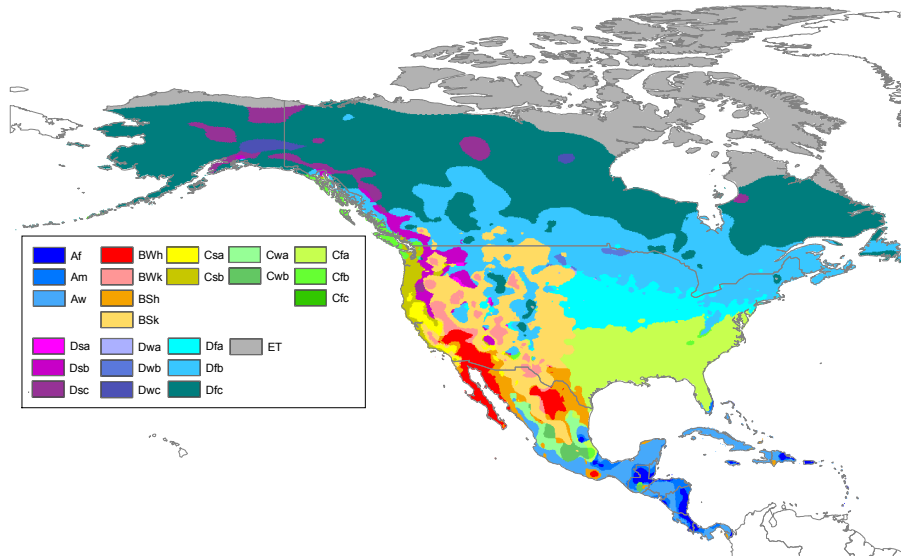 Af BWh Csa Cwa Cfa
Am BWk Csb Cwb Cfb
Aw BSh Cfc
BSk
Dsa Dwa Dfa ET
Dsb Dwb Dfb
Dsc Dwc Dfc